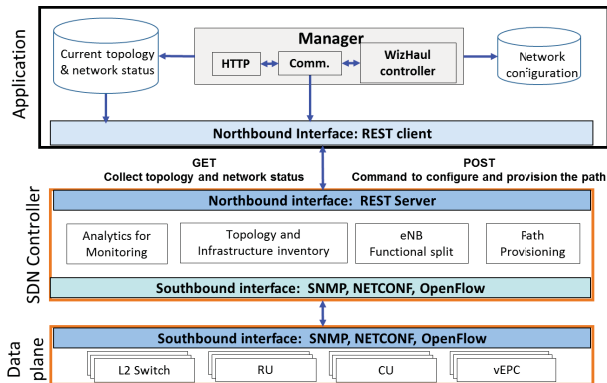 Application
Current topology
& network status
Manager
HTTP
Comm.
WizHaul
controller
Network
configuration
Northbound Interface: REST client
GET
Collect topology and network status
POST
Command to configure and provision the path
SDN Controller
Northbound interface: REST Server
Analytics for
Monitoring
Topology and
Infrastructure inventory
eNB
Functional split
Fath
Provisioning
Southbound interface: SNMP, NETCONF, OpenFlow
Data
plane
Southbound interface: SNMP, NETCONF, OpenFlow
L2 Switch
RU
CU
vEPC